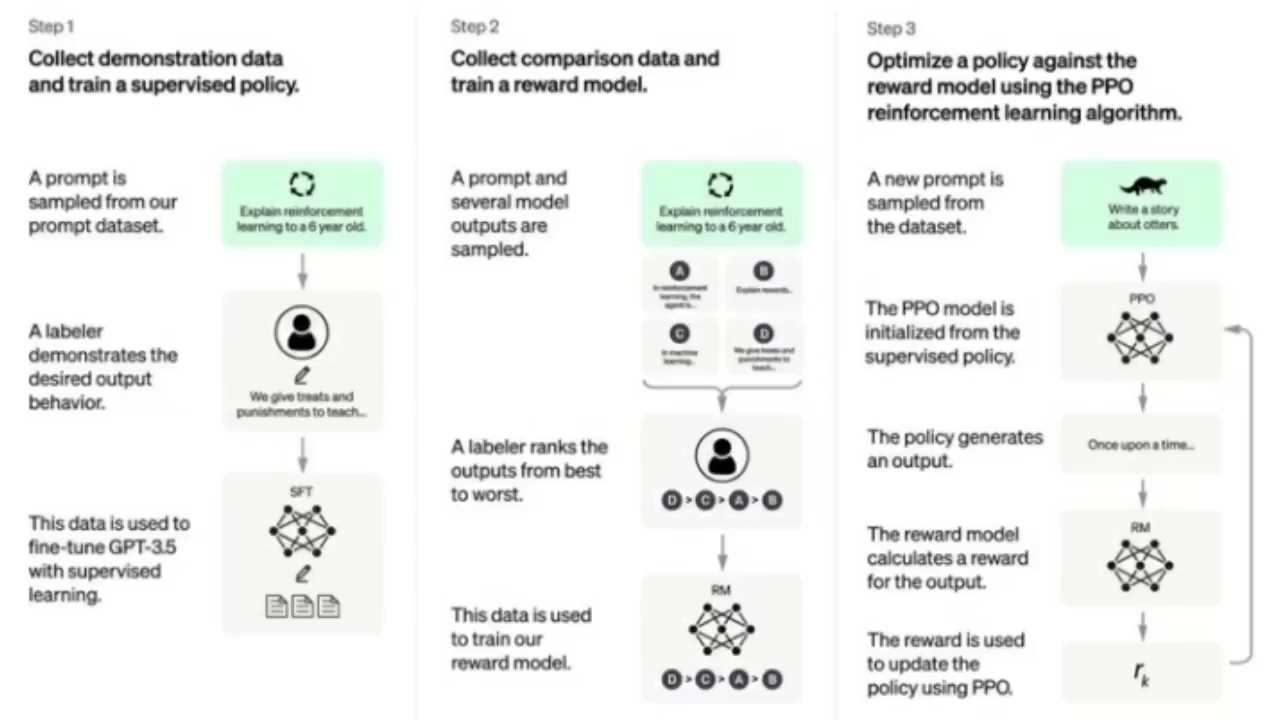 Step 1
Collect demonstration data
and train a supervised policy.
A prompt is
sampled from our
prompt dataset.
Explain reinforcement
learning to a 6 year old.
A labeler
demonstrates the
desired output
behavior.
We give treats and
punishments to teach...
SFT
This data is used to
fine-tune GPT-3.5
with supervised
learning.
Step 2
Collect comparison data and
train a reward model.
A prompt and
several model
outputs are
sampled.
Explain reinforcement
learning to a 6 year old.
A
In reinforcement
learning, the
agent is...
B
Explain rewards...
C
In machine
learning...
D
We give treats and
punishments to
teach...
A labeler ranks the
outputs from best
to worst.
D > C > A > B
RM
This data is used
to train our
reward model.
D > C > A > B
Step 3
Optimize a policy against the
reward model using the PPO
reinforcement learning algorithm.
A new prompt is
sampled from
the dataset.
Write a story
about otters.
PPO
The PPO model is
initialized from the
supervised policy.
The policy generates
an output.
Once upon a time...
RM
The reward model
calculates a reward
for the output.
The reward is used
to update the
policy using PPO.
rk